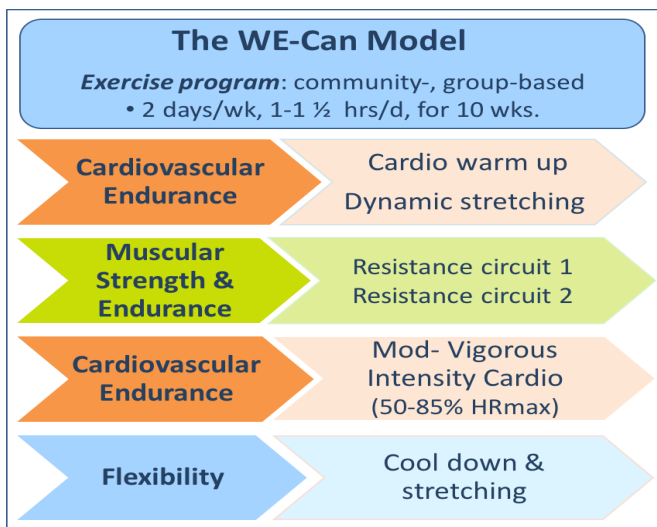 The WE-Can Model
Exercise program: community-, group-based
• 2 days/wk, 1-1 ½ hrs/d, for 10 wks.
Cardiovascular
Endurance
Cardio warm up
Dynamic stretching
Muscular
Strength &
Endurance
Resistance circuit 1
Resistance circuit 2
Cardiovascular
Endurance
Mod- Vigorous
Intensity Cardio
(50-85% HRmax)
Flexibility
Cool down &
stretching